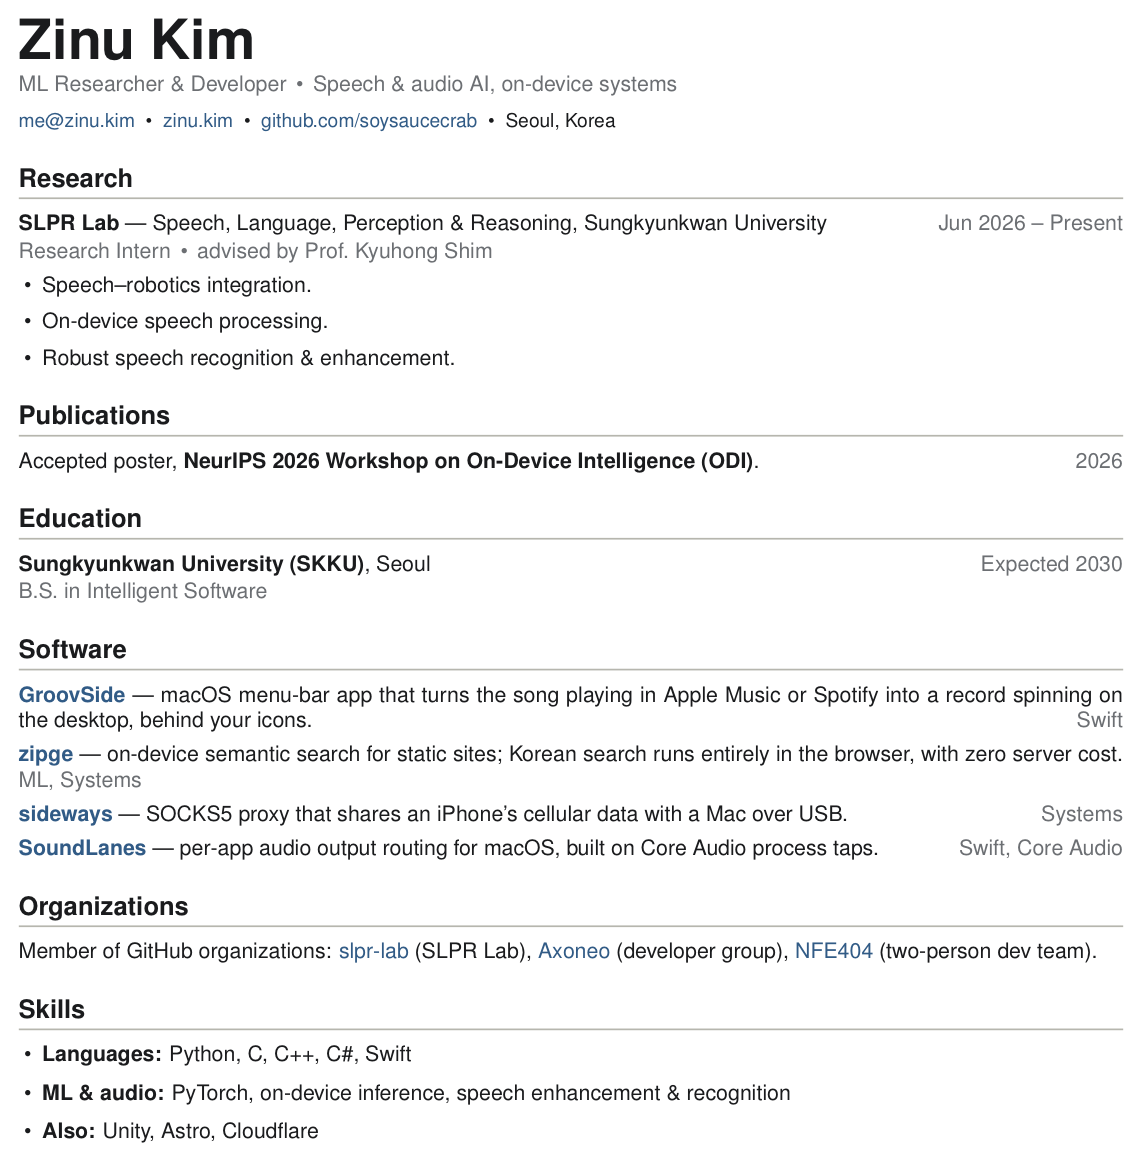 Zinu Kim
ML Researcher & Developer • Speech & audio AI, on-device systems
me@zinu.kim • zinu.kim • github.com/soysaucecrab • Seoul, Korea
Research
SLPR Lab — Speech, Language, Perception & Reasoning, Sungkyunkwan University Jun 2026 – Present
Research Intern • advised by Prof. Kyuhong Shim
• Speech–robotics integration.
• On-device speech processing.
• Robust speech recognition & enhancement.
Publications
Accepted poster, NeurIPS 2026 Workshop on On-Device Intelligence (ODI). 2026
Education
Sungkyunkwan University (SKKU), Seoul Expected 2030
B.S. in Intelligent Software
Software
GroovSide — macOS menu-bar app that turns the song playing in Apple Music or Spotify into a record spinning on
the desktop, behind your icons. Swift
zipge — on-device semantic search for static sites; Korean search runs entirely in the browser, with zero server cost.
ML, Systems
sideways — SOCKS5 proxy that shares an iPhone’s cellular data with a Mac over USB. Systems
SoundLanes — per-app audio output routing for macOS, built on Core Audio process taps. Swift, Core Audio
Organizations
Member of GitHub organizations: slpr-lab (SLPR Lab), Axoneo (developer group), NFE404 (two-person dev team).
Skills
• Languages: Python, C, C++, C#, Swift
• ML & audio: PyTorch, on-device inference, speech enhancement & recognition
• Also: Unity, Astro, Cloudflare